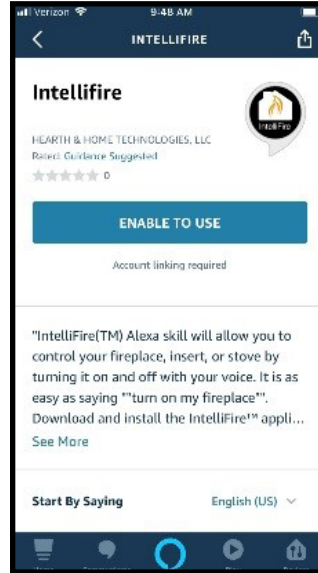 Verizon 9:48 AM
INTELLIFIRE
Intellifire
IntelliFire
HEARTH & HOME TECHNOLOGIES, LLC
Rated: Guidance Suggested
0
ENABLE TO USE
Account linking required
"IntelliFire(TM) Alexa skill will allow you to
control your fireplace, insert, or stove by
turning it on and off with your voice. It is as
easy as saying ""turn on my fireplace"".
Download and install the IntelliFire™ appli...
See More
Start By Saying English (US)